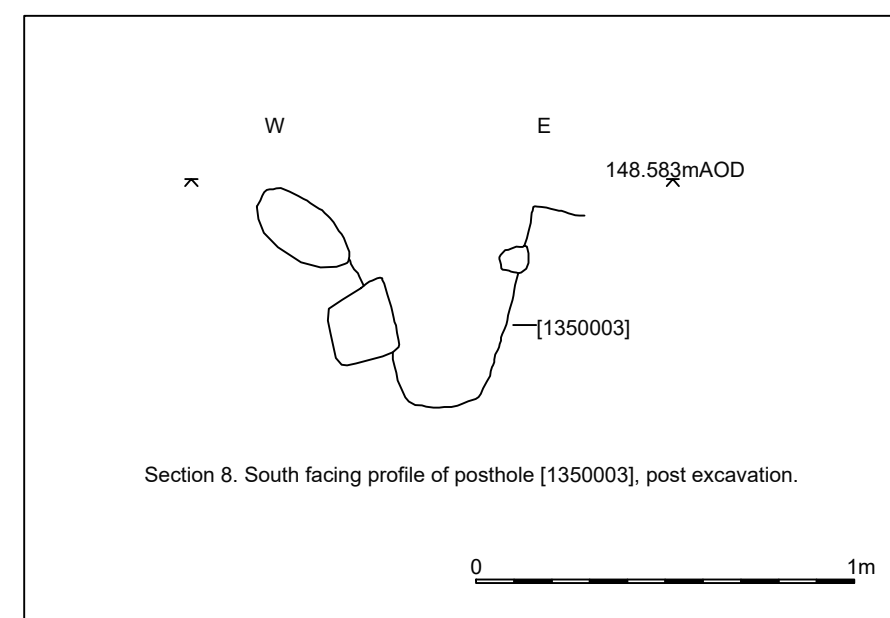 W E
148.583mAOD
[1350003]
Section 8. South facing profile of posthole [1350003], post excavation.
0 1m